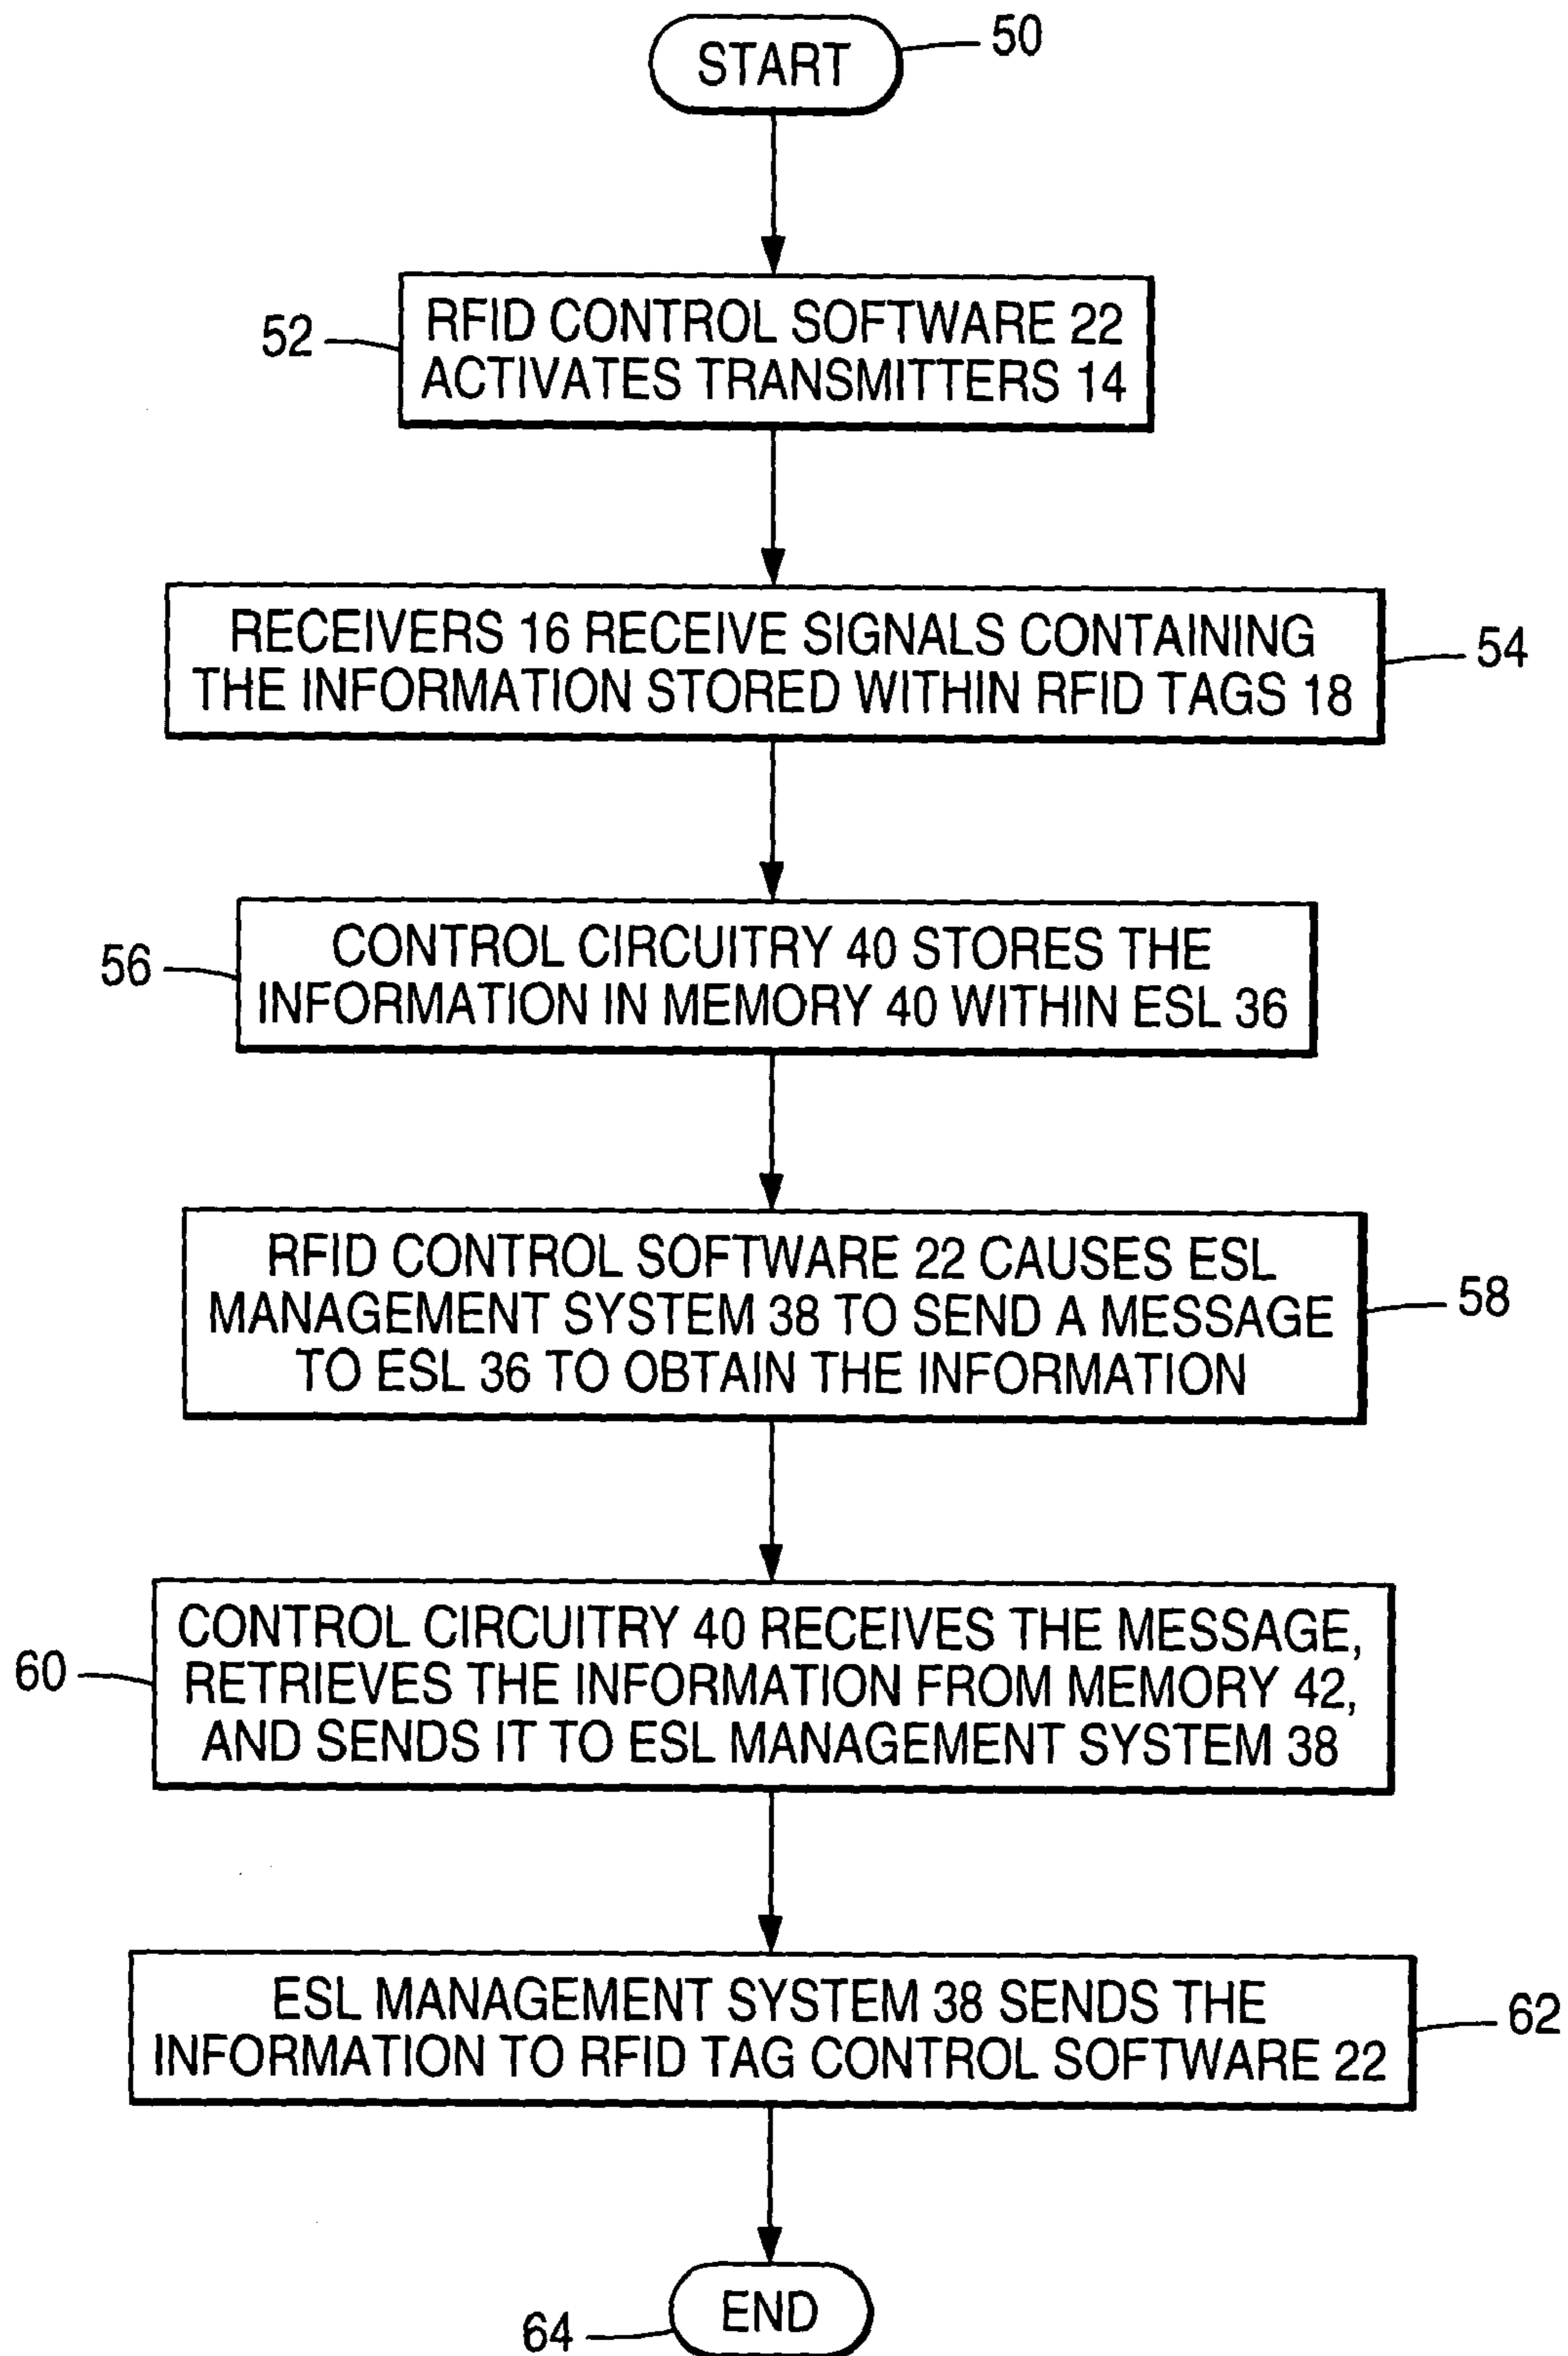 START
50
52
RFID CONTROL SOFTWARE 22
ACTIVATES TRANSMITTERS 14
RECEIVERS 16 RECEIVE SIGNALS CONTAINING
THE INFORMATION STORED WITHIN RFID TAGS 18
54
56
CONTROL CIRCUITRY 40 STORES THE
INFORMATION IN MEMORY 40 WITHIN ESL 36
RFID CONTROL SOFTWARE 22 CAUSES ESL
MANAGEMENT SYSTEM 38 TO SEND A MESSAGE
TO ESL 36 TO OBTAIN THE INFORMATION
58
60
CONTROL CIRCUITRY 40 RECEIVES THE MESSAGE,
RETRIEVES THE INFORMATION FROM MEMORY 42,
AND SENDS IT TO ESL MANAGEMENT SYSTEM 38
ESL MANAGEMENT SYSTEM 38 SENDS THE
INFORMATION TO RFID TAG CONTROL SOFTWARE 22
62
END
64